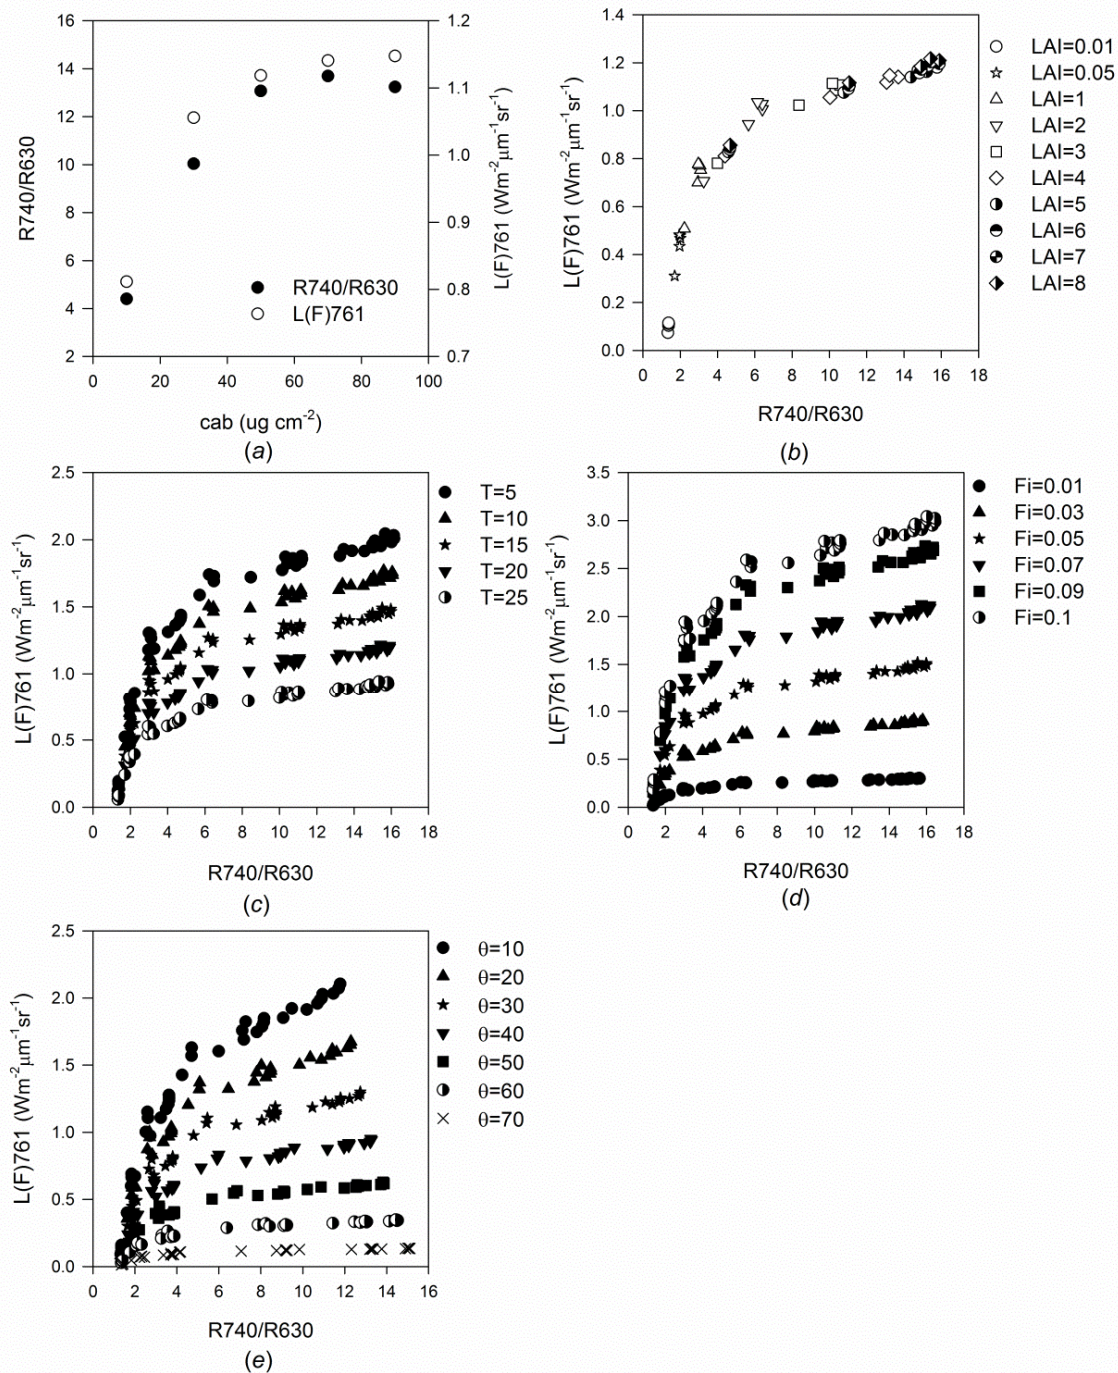 16
14
12
10
8
6
4
2
R740/R630
1.2
1.1
1.0
0.9
0.8
0.7
L(F)761 (Wm-2µm-1sr-1)
R740/R630
L(F)761
0 20 40 60 80 100
cab (ug cm-2)
(a)
1.4
1.2
1.0
0.8
0.6
0.4
0.2
0.0
L(F)761 (Wm-2µm-1sr-1)
LAI=0.01
LAI=0.05
LAI=1
LAI=2
LAI=3
LAI=4
LAI=5
LAI=6
LAI=7
LAI=8
0 2 4 6 8 10 12 14 16 18
R740/R630
(b)
2.5
2.0
1.5
1.0
0.5
0.0
L(F)761 (Wm-2µm-1sr-1)
T=5
T=10
T=15
T=20
T=25
0 2 4 6 8 10 12 14 16 18
R740/R630
(c)
3.5
3.0
2.5
2.0
1.5
1.0
0.5
0.0
L(F)761 (Wm-2µm-1sr-1)
Fi=0.01
Fi=0.03
Fi=0.05
Fi=0.07
Fi=0.09
Fi=0.1
0 2 4 6 8 10 12 14 16 18
R740/R630
(d)
2.5
2.0
1.5
1.0
0.5
0.0
L(F)761 (Wm-2µm-1sr-1)
θ=10
θ=20
θ=30
θ=40
θ=50
θ=60
θ=70
0 2 4 6 8 10 12 14 16
R740/R630
(e)